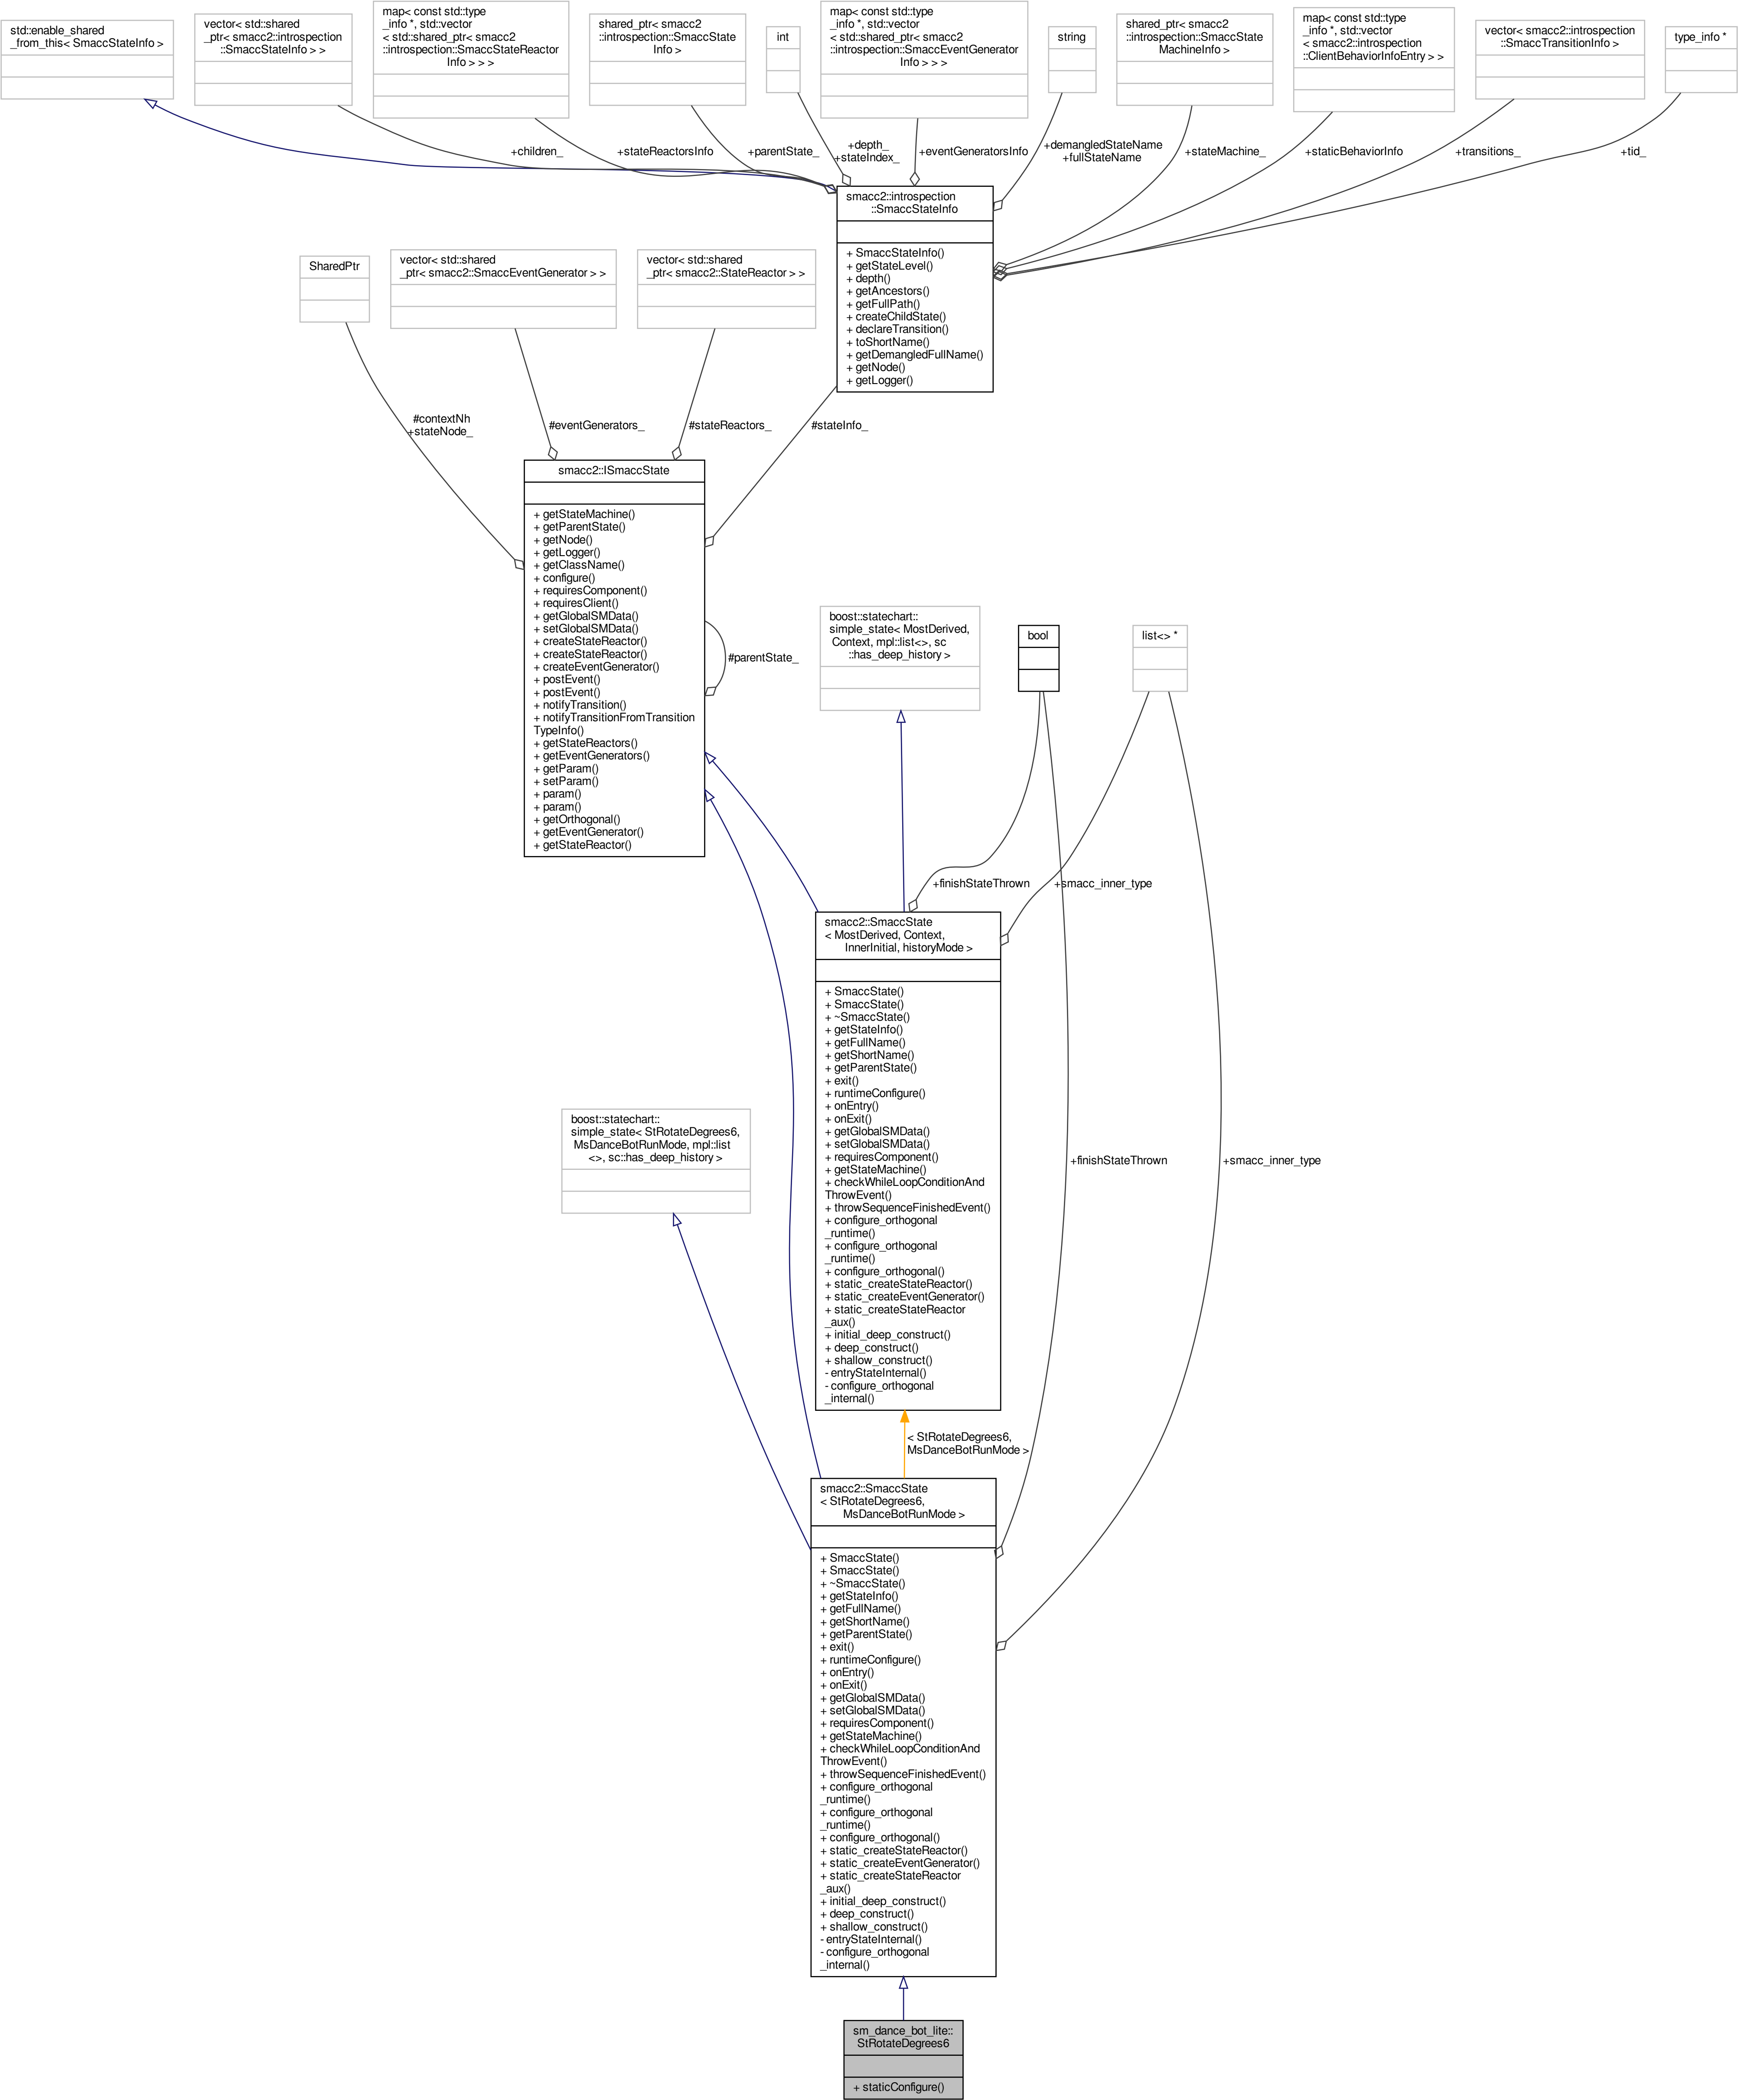 std::enable_shared
_from_this< SmaccStateInfo >
vector< std::shared
_ptr< smacc2::introspection
::SmaccStateInfo > >
map< const std::type
_info *, std::vector
< std::shared_ptr< smacc2
::introspection::SmaccStateReactor
Info > > >
shared_ptr< smacc2
::introspection::SmaccState
Info >
int
map< const std::type
_info *, std::vector
< std::shared_ptr< smacc2
::introspection::SmaccEventGenerator
Info > > >
string
shared_ptr< smacc2
::introspection::SmaccState
MachineInfo >
map< const std::type
_info *, std::vector
< smacc2::introspection
::ClientBehaviorInfoEntry > >
vector< smacc2::introspection
::SmaccTransitionInfo >
type_info *
+children_
+stateReactorsInfo
+parentState_
+depth_
+stateIndex_
+eventGeneratorsInfo
+demangledStateName
+fullStateName
+stateMachine_
+staticBehaviorInfo
+transitions_
+tid_
smacc2::introspection
::SmaccStateInfo
+ SmaccStateInfo()
+ getStateLevel()
+ depth()
+ getAncestors()
+ getFullPath()
+ createChildState()
+ declareTransition()
+ toShortName()
+ getDemangledFullName()
+ getNode()
+ getLogger()
SharedPtr
vector< std::shared
_ptr< smacc2::SmaccEventGenerator > >
vector< std::shared
_ptr< smacc2::StateReactor > >
#contextNh
+stateNode_
#eventGenerators_
#stateReactors_
#stateInfo_
smacc2::ISmaccState
+ getStateMachine()
+ getParentState()
+ getNode()
+ getLogger()
+ getClassName()
+ configure()
+ requiresComponent()
+ requiresClient()
+ getGlobalSMData()
+ setGlobalSMData()
+ createStateReactor()
+ createStateReactor()
+ createEventGenerator()
+ postEvent()
+ postEvent()
+ notifyTransition()
+ notifyTransitionFromTransition
TypeInfo()
+ getStateReactors()
+ getEventGenerators()
+ getParam()
+ setParam()
+ param()
+ param()
+ getOrthogonal()
+ getEventGenerator()
+ getStateReactor()
#parentState_
boost::statechart::
simple_state< MostDerived,
Context, mpl::list<>, sc
::has_deep_history >
bool
list<> *
+finishStateThrown
+smacc_inner_type
smacc2::SmaccState
< MostDerived, Context,
InnerInitial, historyMode >
+ SmaccState()
+ SmaccState()
+ ~SmaccState()
+ getStateInfo()
+ getFullName()
+ getShortName()
+ getParentState()
+ exit()
+ runtimeConfigure()
+ onEntry()
+ onExit()
+ getGlobalSMData()
+ setGlobalSMData()
+ requiresComponent()
+ getStateMachine()
+ checkWhileLoopConditionAnd
ThrowEvent()
+ throwSequenceFinishedEvent()
+ configure_orthogonal
_runtime()
+ configure_orthogonal
_runtime()
+ configure_orthogonal()
+ static_createStateReactor()
+ static_createEventGenerator()
+ static_createStateReactor
_aux()
+ initial_deep_construct()
+ deep_construct()
+ shallow_construct()
- entryStateInternal()
- configure_orthogonal
_internal()
boost::statechart::
simple_state< StRotateDegrees6,
MsDanceBotRunMode, mpl::list
<>, sc::has_deep_history >
+finishStateThrown
+smacc_inner_type
< StRotateDegrees6,
MsDanceBotRunMode >
smacc2::SmaccState
< StRotateDegrees6,
MsDanceBotRunMode >
+ SmaccState()
+ SmaccState()
+ ~SmaccState()
+ getStateInfo()
+ getFullName()
+ getShortName()
+ getParentState()
+ exit()
+ runtimeConfigure()
+ onEntry()
+ onExit()
+ getGlobalSMData()
+ setGlobalSMData()
+ requiresComponent()
+ getStateMachine()
+ checkWhileLoopConditionAnd
ThrowEvent()
+ throwSequenceFinishedEvent()
+ configure_orthogonal
_runtime()
+ configure_orthogonal
_runtime()
+ configure_orthogonal()
+ static_createStateReactor()
+ static_createEventGenerator()
+ static_createStateReactor
_aux()
+ initial_deep_construct()
+ deep_construct()
+ shallow_construct()
- entryStateInternal()
- configure_orthogonal
_internal()
sm_dance_bot_lite::
StRotateDegrees6
+ staticConfigure()